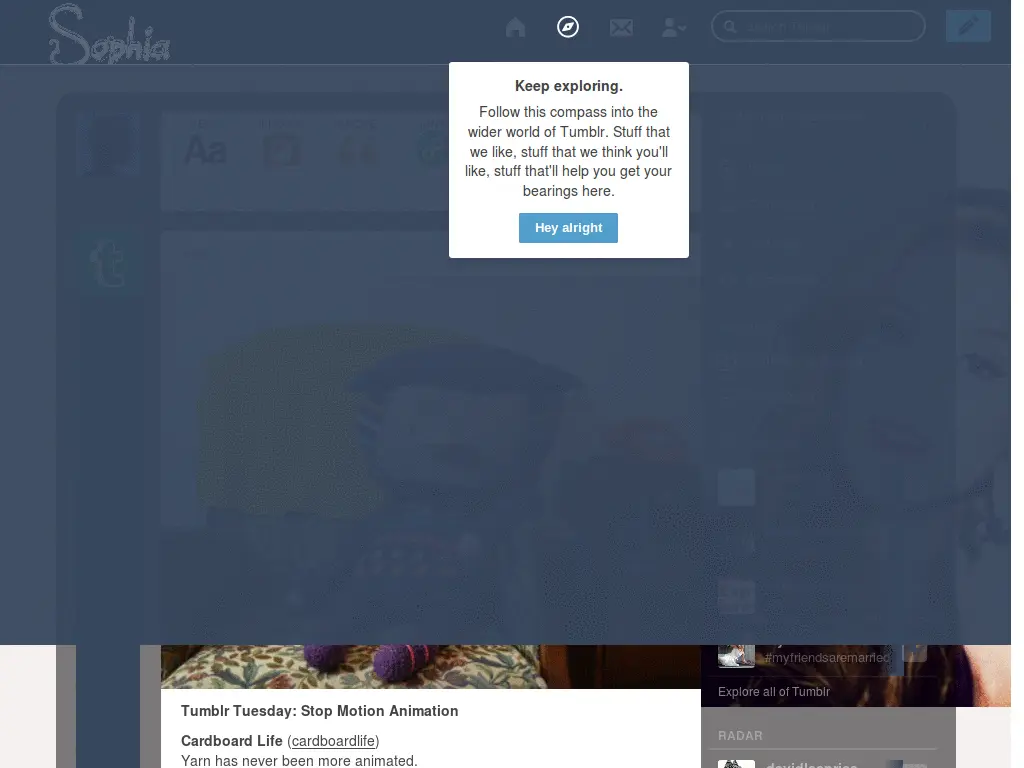 Sophia
Keep exploring.
Follow this compass into the
wider world of Tumblr. Stuff that
we like, stuff that we think you'll
like, stuff that'll help you get your
bearings here.
Hey alright
Aa
t
#myfriendsaremarried
Explore all of Tumblr
Tumblr Tuesday: Stop Motion Animation
RADAR
Cardboard Life (cardboardlife)
Yarn has never been more animated.